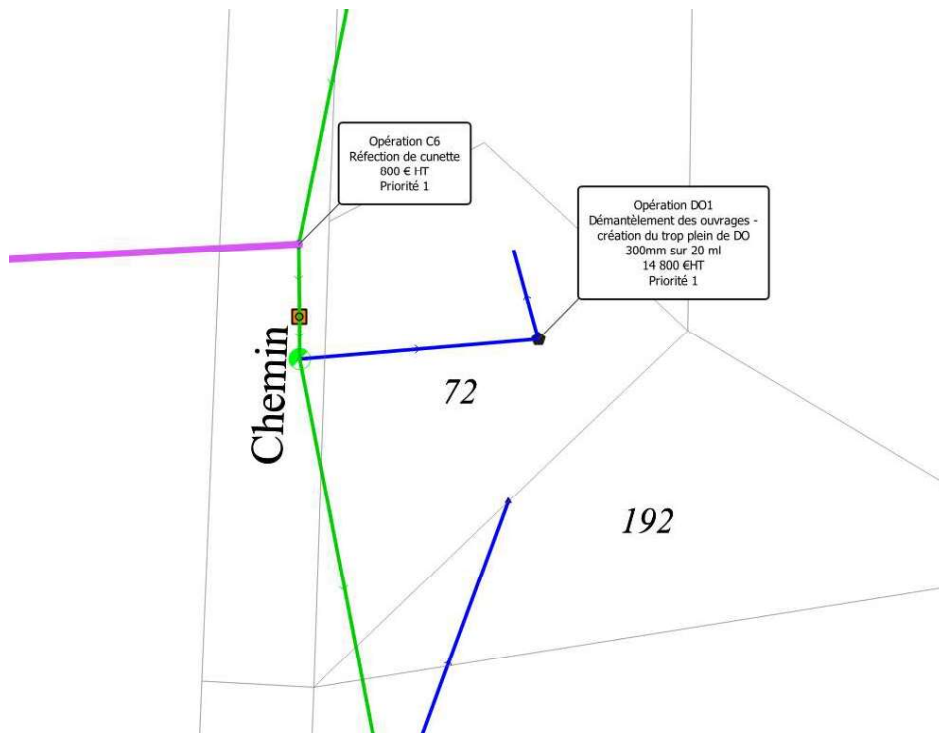 Opération C6
Réfection de cunette
800 € HT
Priorité 1
Opération DO1
Démantèlement des ouvrages -
création du trop plein de DO
300mm sur 20 ml
14 800 €HT
Priorité 1
Chemin
72
192